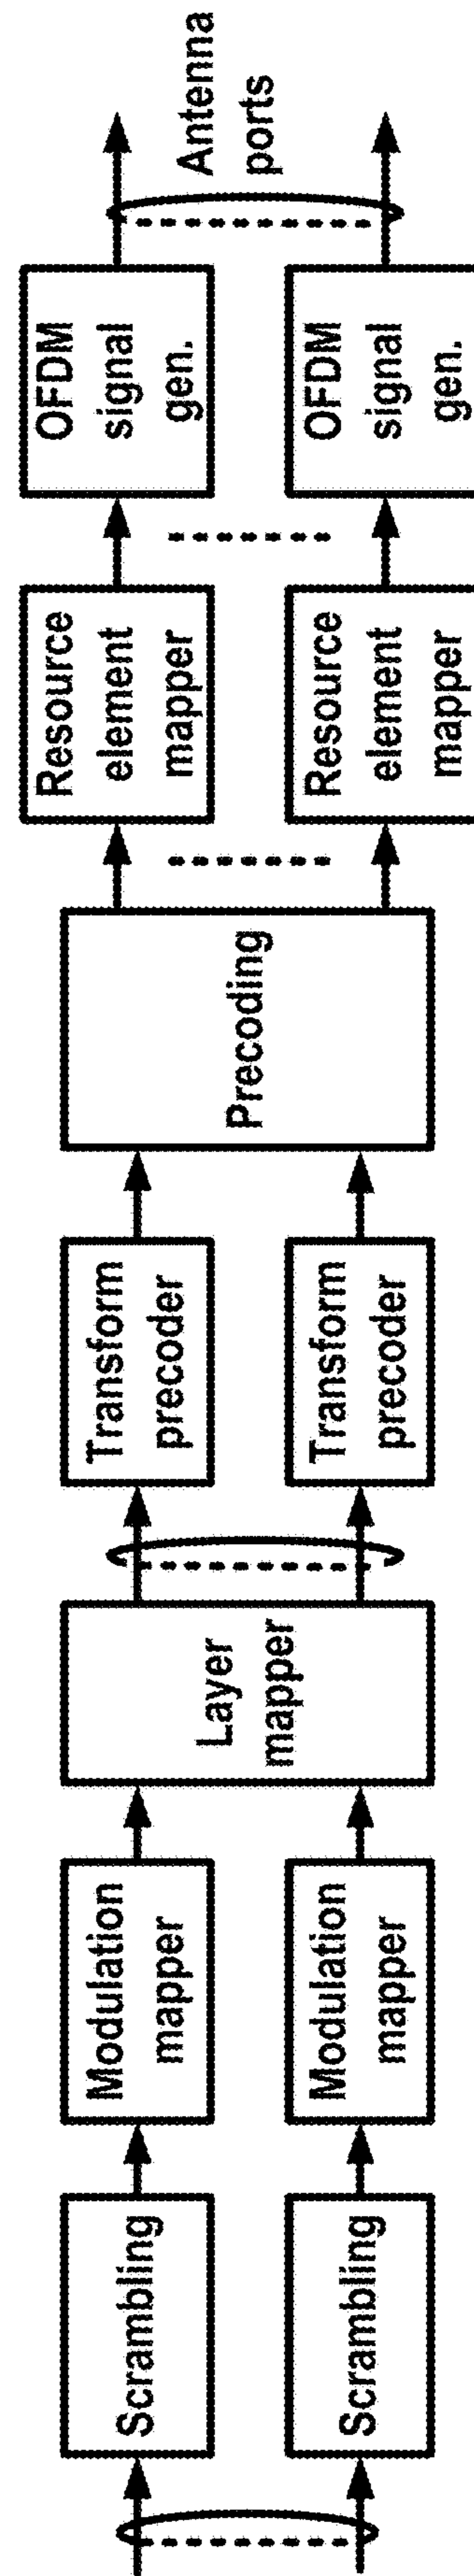 Scrambling
Scrambling
Modulation
mapper
Modulation
mapper
Layer
mapper
Transform
precoder
Transform
precoder
Precoding
Resource
element
mapper
Resource
element
mapper
OFDM
signal
gen.
OFDM
signal
gen.
Antenna
ports